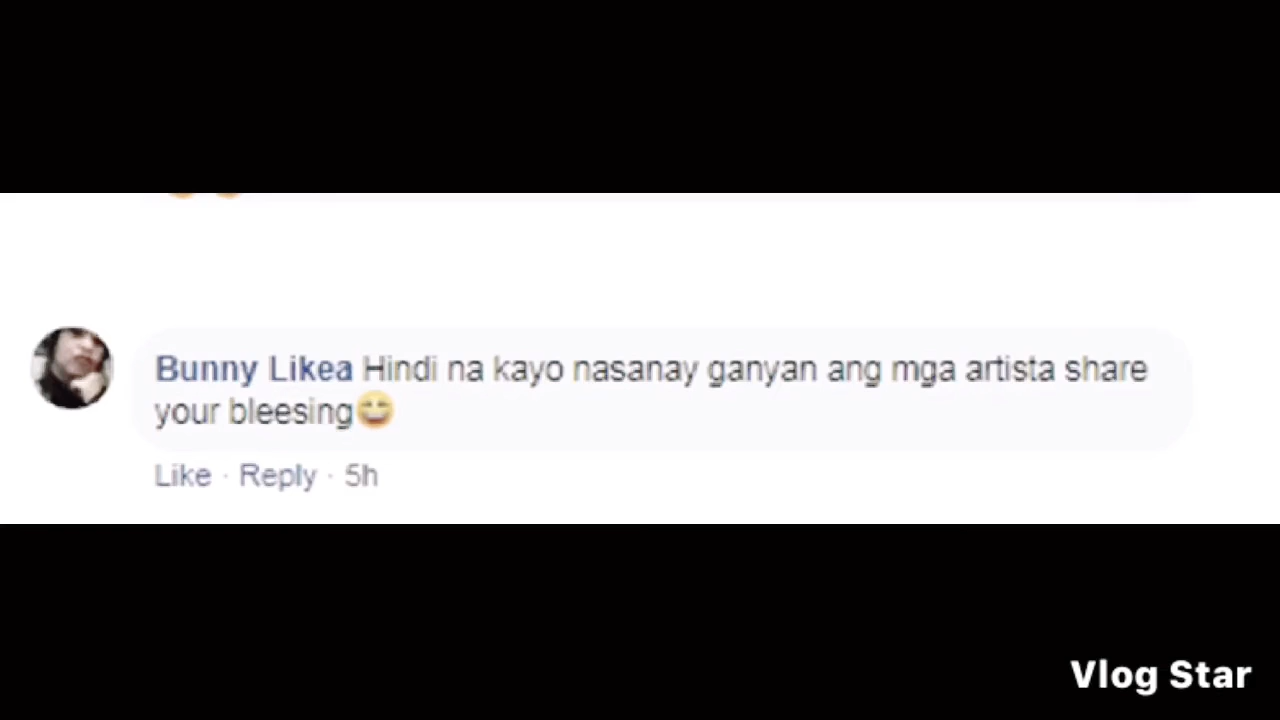 Bunny Likea Hindi na kayo nasanay ganyan ang mga artista share
your bleesing😄
Like · Reply · 5h
Vlog Star